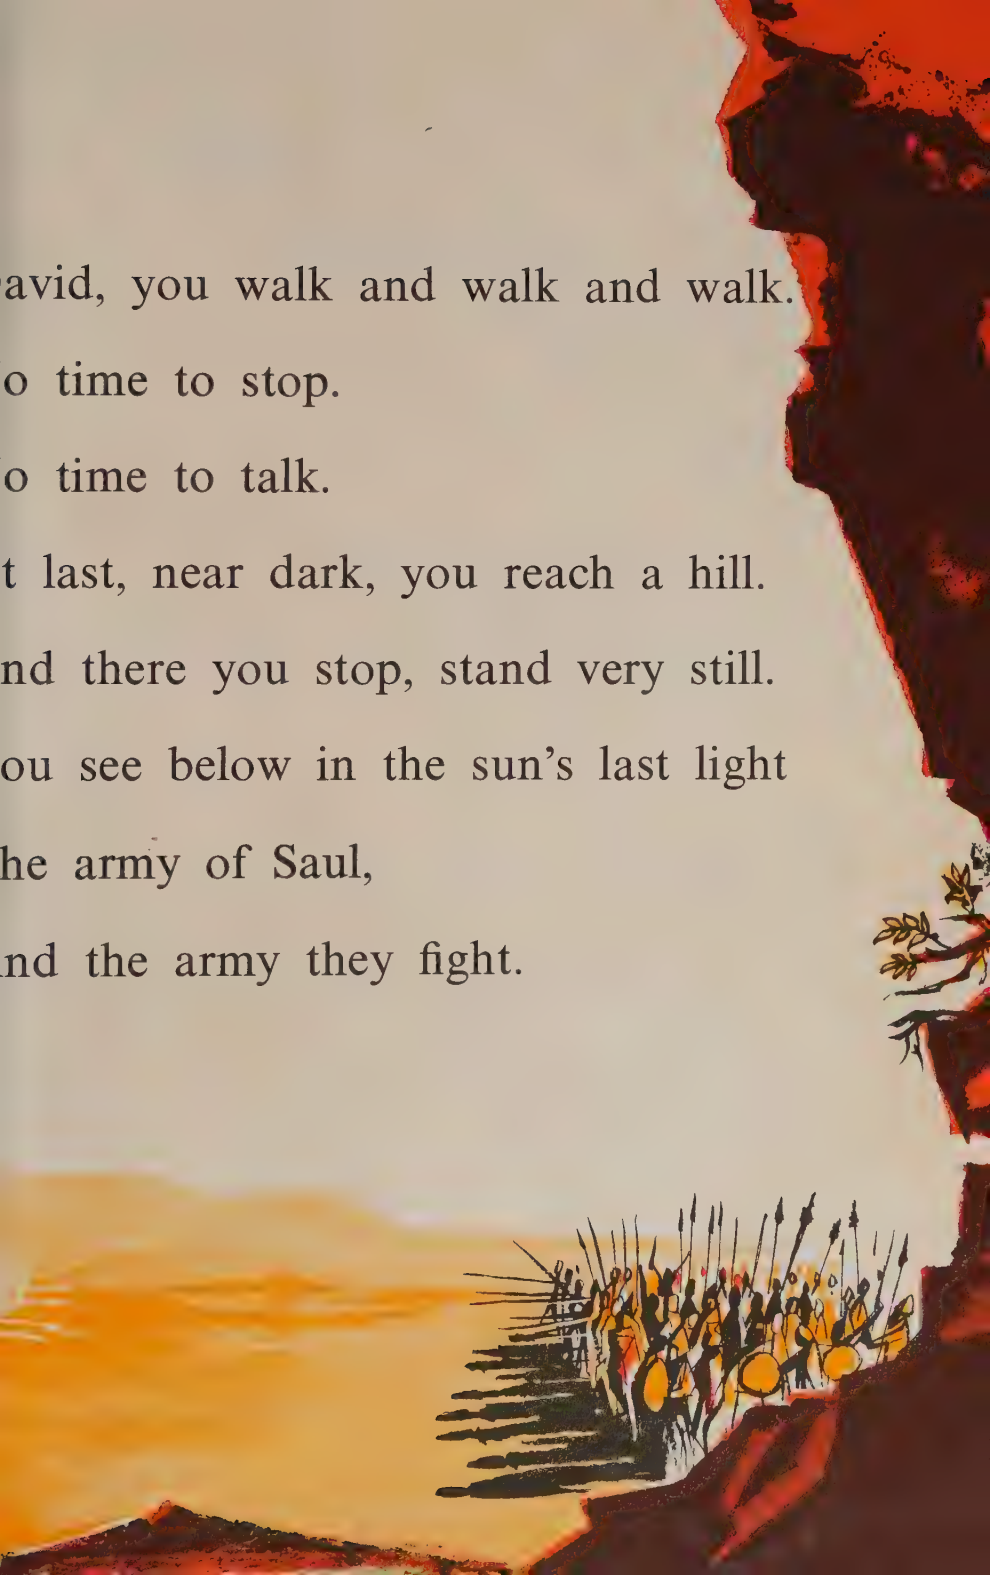 avid, you walk and walk and walk.
o time to stop.
o time to talk.
t last, near dark, you reach a hill.
nd there you stop, stand very still.
ou see below in the sun's last light
he army of Saul,
nd the army they fight.